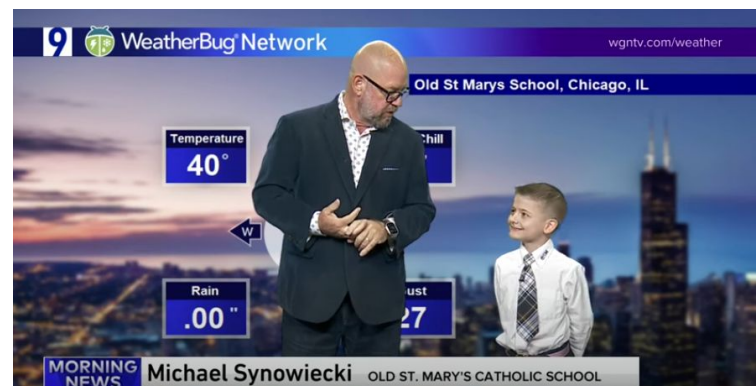 9 WeatherBug® Network wgntv.com/weather
Old St Marys School, Chicago, IL
Temperature
40°
Chill
W
Rain
.00"
ust
27
MORNING
NEWS
Michael Synowiecki OLD ST. MARY'S CATHOLIC SCHOOL